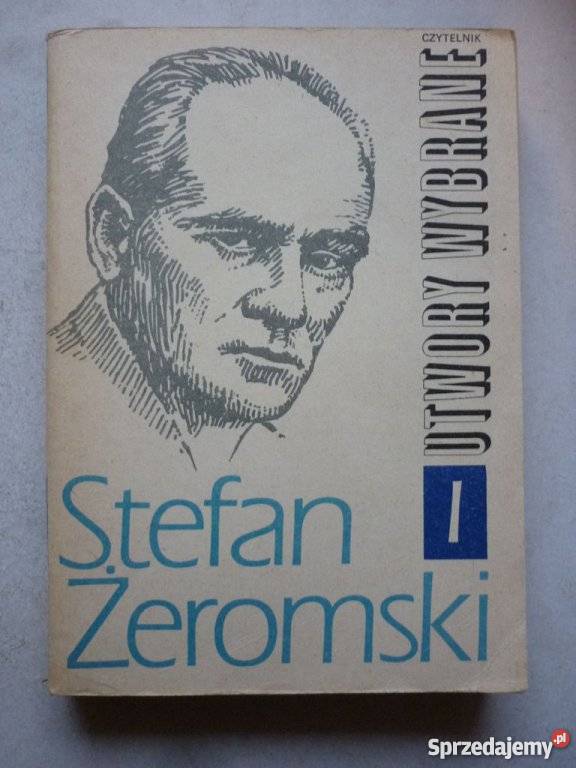 CZYTELNIK
UTWORY WYBRANE
I
Stefan
Żeromski
Sprzedajemy.pl